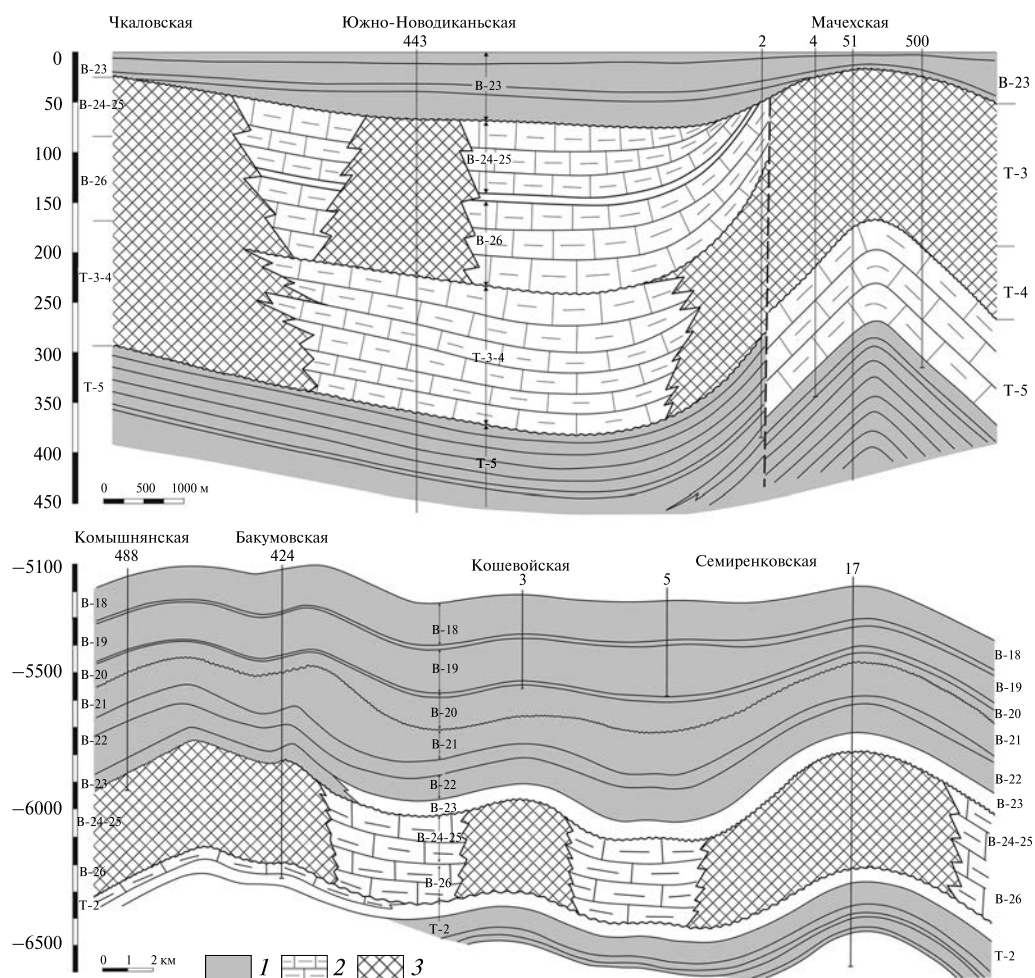 Чкаловская Южно-Новодиканьская Мачехская
443 2 4 51 500
0
50
100
150
200
250
300
350
400
450
В-23
В-24-25
В-26
Т-3-4
Т-5
В-23
В-24-25
В-26
Т-3-4
Т-5
В-23
Т-3
Т-4
Т-5
0 500 1000 м
Комышнянская Бакумовская Кошевойская Семиренковская
488 424 3 5 17
−5100
−5500
−6000
−6500
В-18
В-19
В-20
В-21
В-22
В-23
В-24-25
В-26
Т-2
В-18
В-19
В-20
В-21
В-22
В-23
В-24-25
В-26
Т-2
В-18
В-19
В-20
В-21
В-22
В-23
В-24-25
В-26
Т-2
0 1 2 км
1 2 3